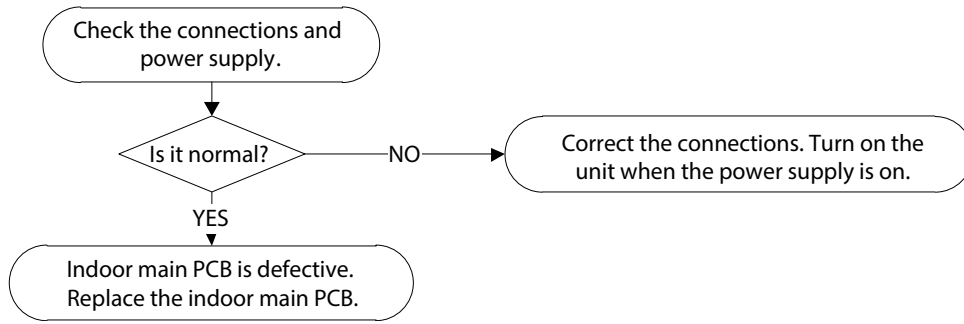 Check the connections and
power supply.
Is it normal?
NO
Correct the connections. Turn on the
unit when the power supply is on.
YES
Indoor main PCB is defective.
Replace the indoor main PCB.